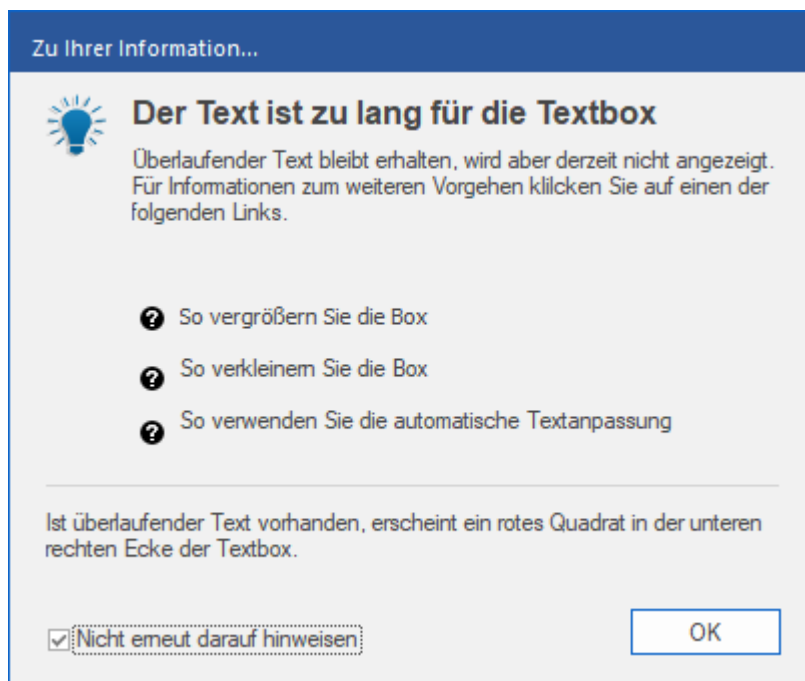 Zu Ihrer Information...
Der Text ist zu lang für die Textbox
Überlaufender Text bleibt erhalten, wird aber derzeit nicht angezeigt.
Für Informationen zum weiteren Vorgehen klilcken Sie auf einen der
folgenden Links.
So vergrößern Sie die Box
So verkleinern Sie die Box
So verwenden Sie die automatische Textanpassung
Ist überlaufender Text vorhanden, erscheint ein rotes Quadrat in der unteren
rechten Ecke der Textbox.
Nicht erneut darauf hinweisen
OK